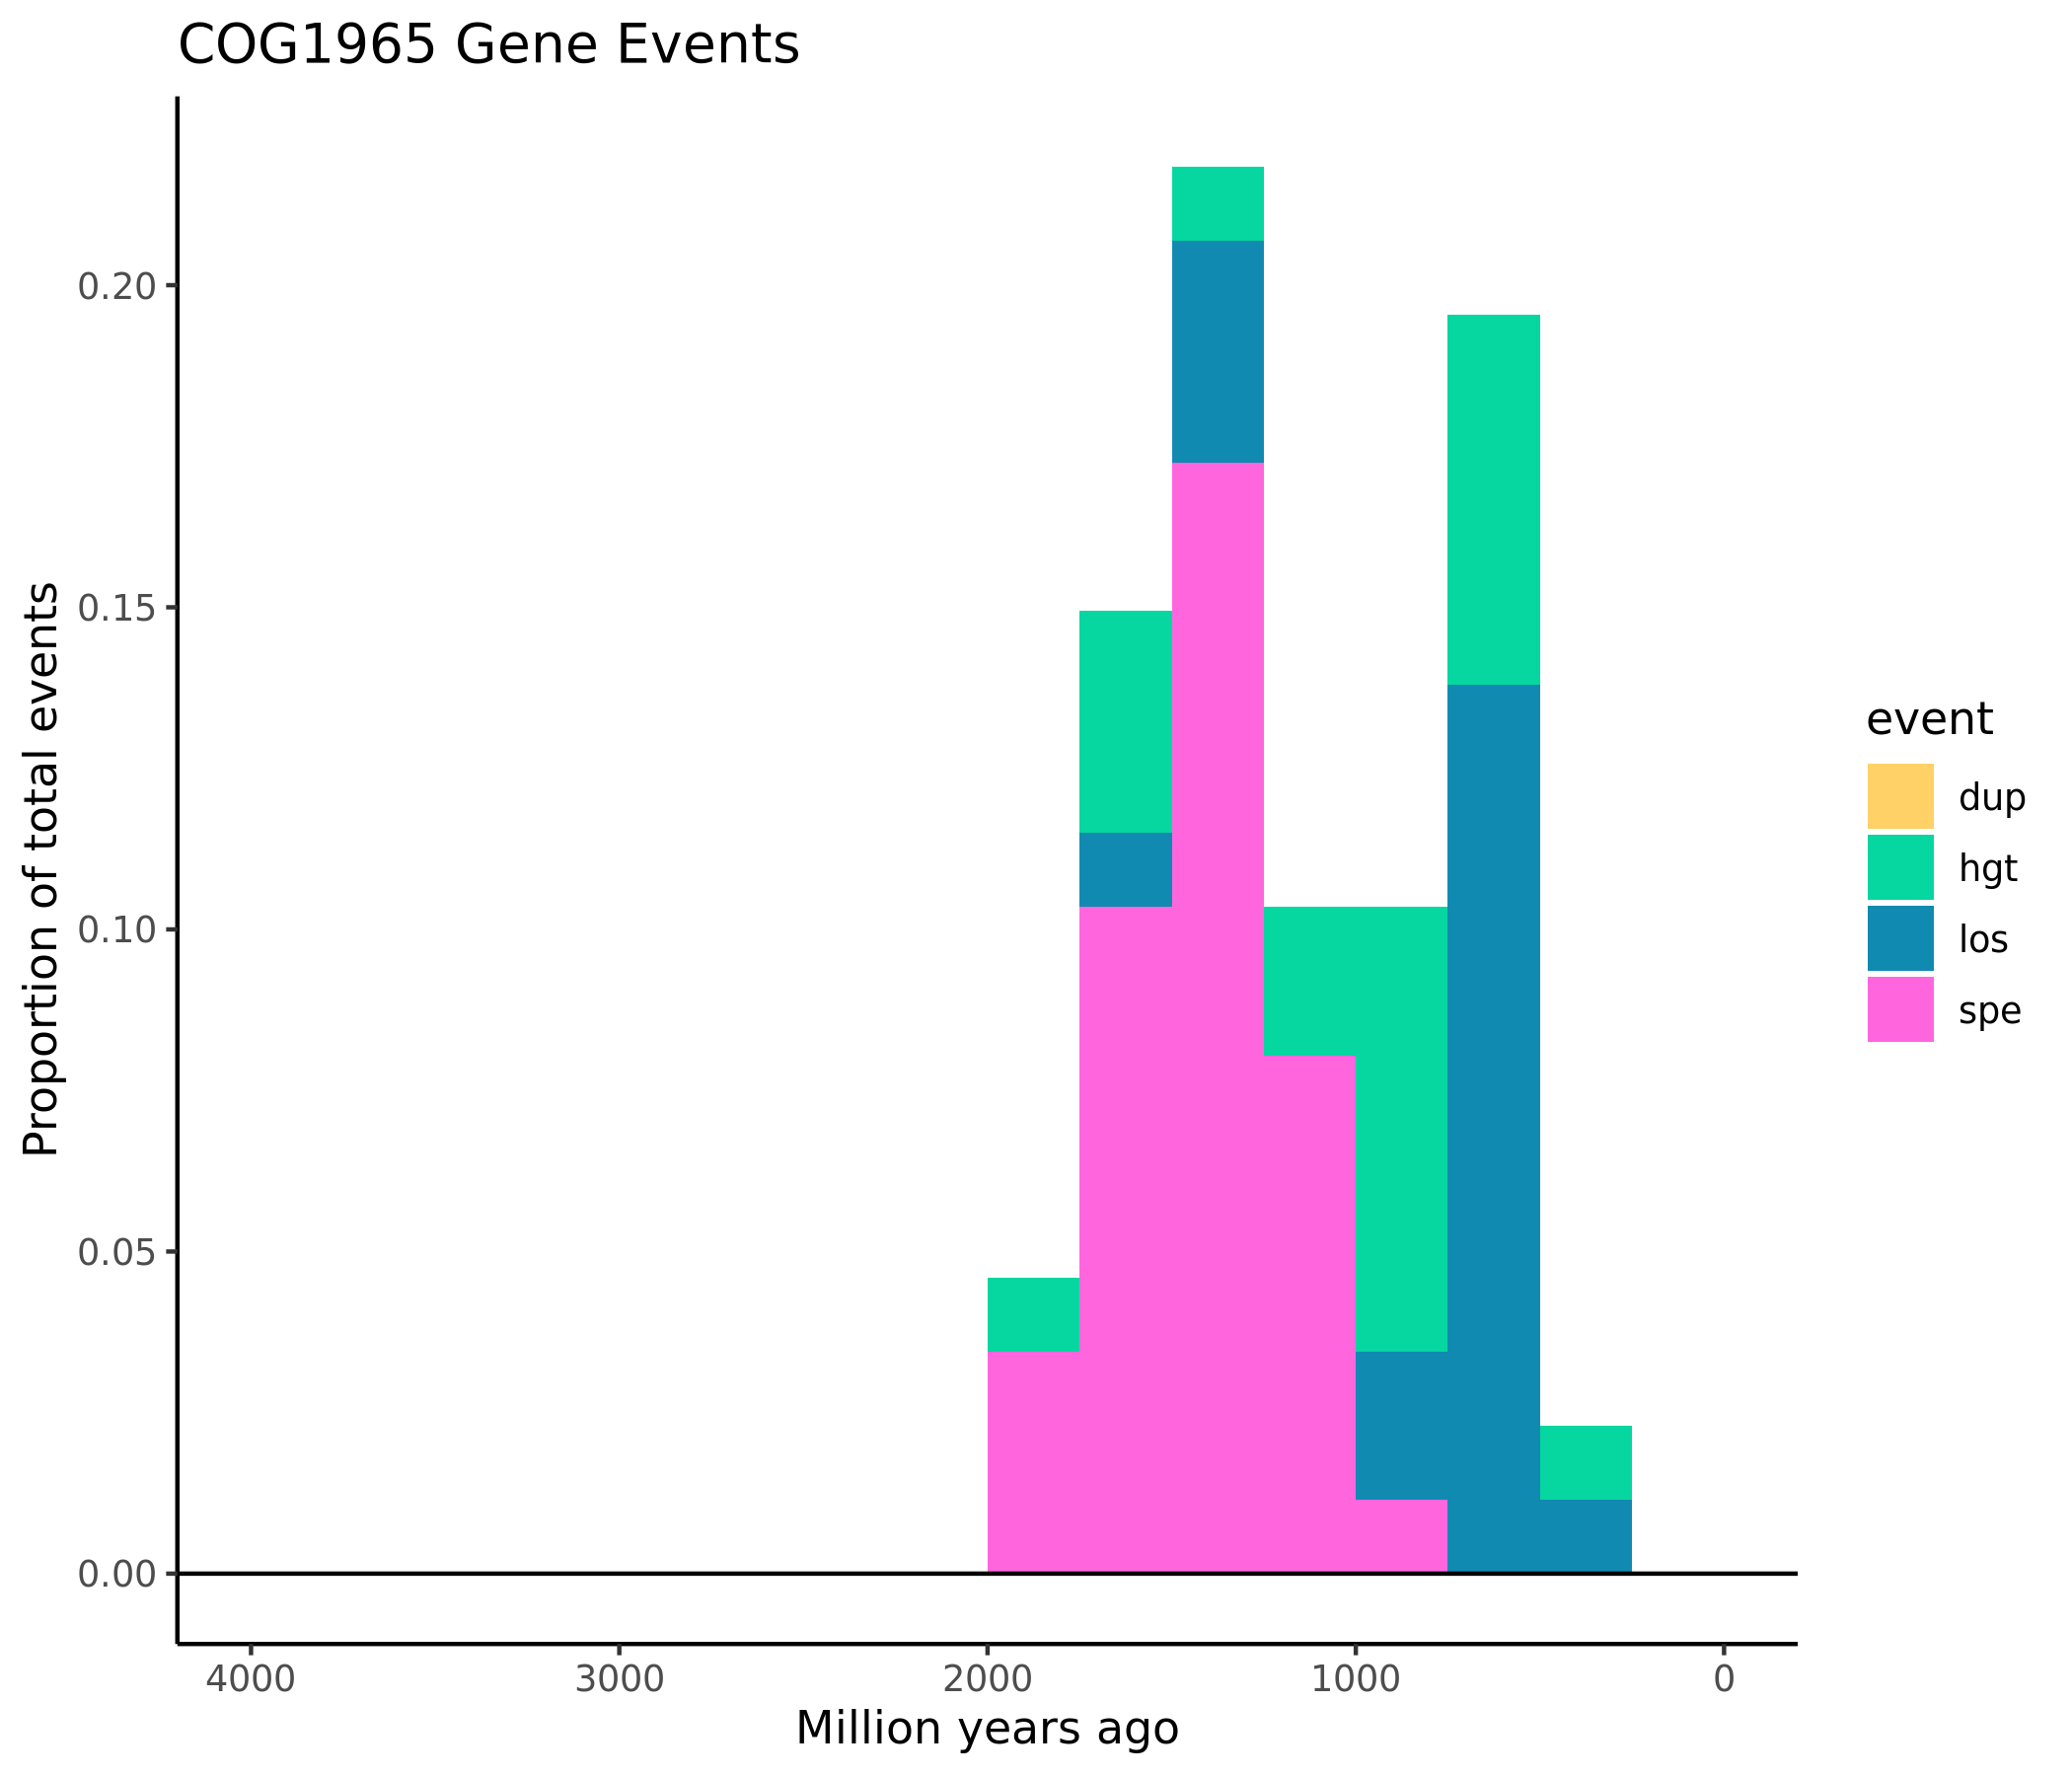 COG1965 Gene Events
Proportion of total events
0.20
0.15
0.10
0.05
0.00
4000 3000 2000 1000 0
Million years ago
event
dup
hgt
los
spe